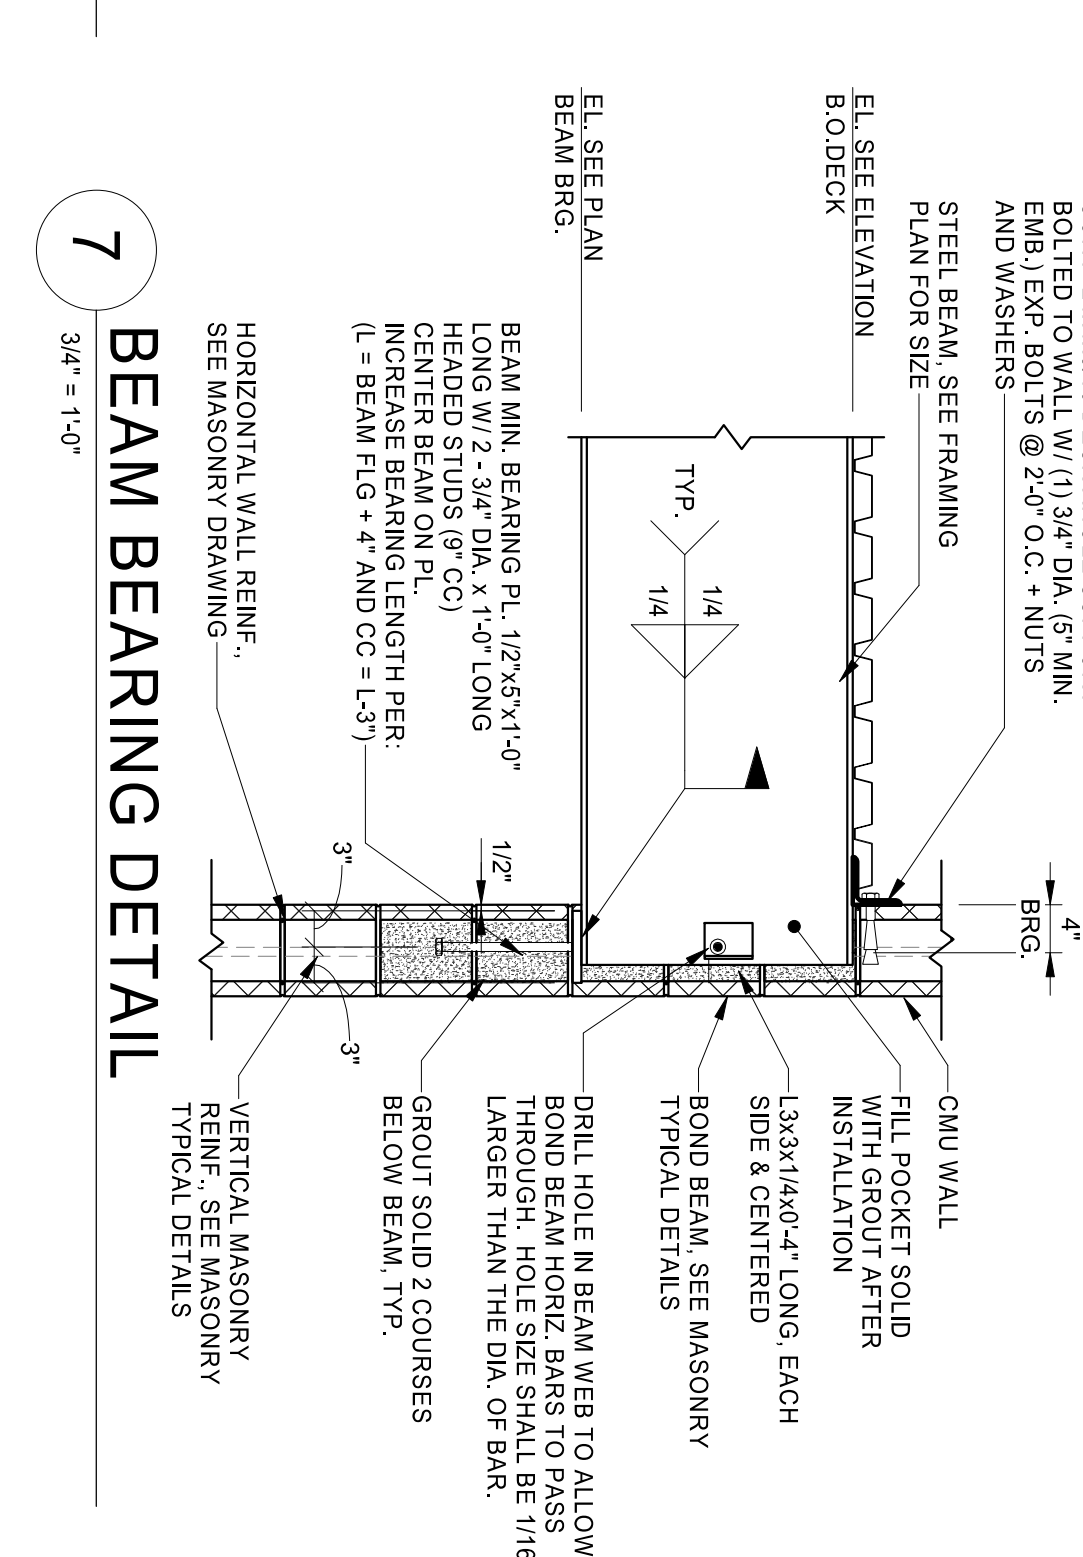 BOLTED TO WALL W/ (1) 3/4" DIA. (5" MIN.
EMB.) EXP. BOLTS @ 2'-0" O.C. + NUTS
AND WASHERS
STEEL BEAM, SEE FRAMING
PLAN FOR SIZE
EL. SEE ELEVATION
B.O.DECK
EL. SEE PLAN
BEAM BRG.
4"
BRG.
TYP.
1/4
1/4
BEAM MIN. BEARING PL. 1/2"x5"x1'-0"
LONG W/ 2 - 3/4" DIA. x 1'-0" LONG
HEADED STUDS (9" CC)
CENTER BEAM ON PL.
INCREASE BEARING LENGTH PER:
(L = BEAM FLG + 4" AND CC = L-3")
1/2"
3"
3"
HORIZONTAL WALL REINF.,
SEE MASONRY DRAWING
CMU WALL
FILL POCKET SOLID
WITH GROUT AFTER
INSTALLATION
L3x3x1/4x0'-4" LONG, EACH
SIDE & CENTERED
BOND BEAM, SEE MASONRY
TYPICAL DETAILS
DRILL HOLE IN BEAM WEB TO ALLOW
BOND BEAM HORIZ. BARS TO PASS
THROUGH. HOLE SIZE SHALL BE 1/16
LARGER THAN THE DIA. OF BAR.
GROUT SOLID 2 COURSES
BELOW BEAM, TYP.
VERTICAL MASONRY
REINF., SEE MASONRY
TYPICAL DETAILS
7
BEAM BEARING DETAIL
3/4" = 1'-0"